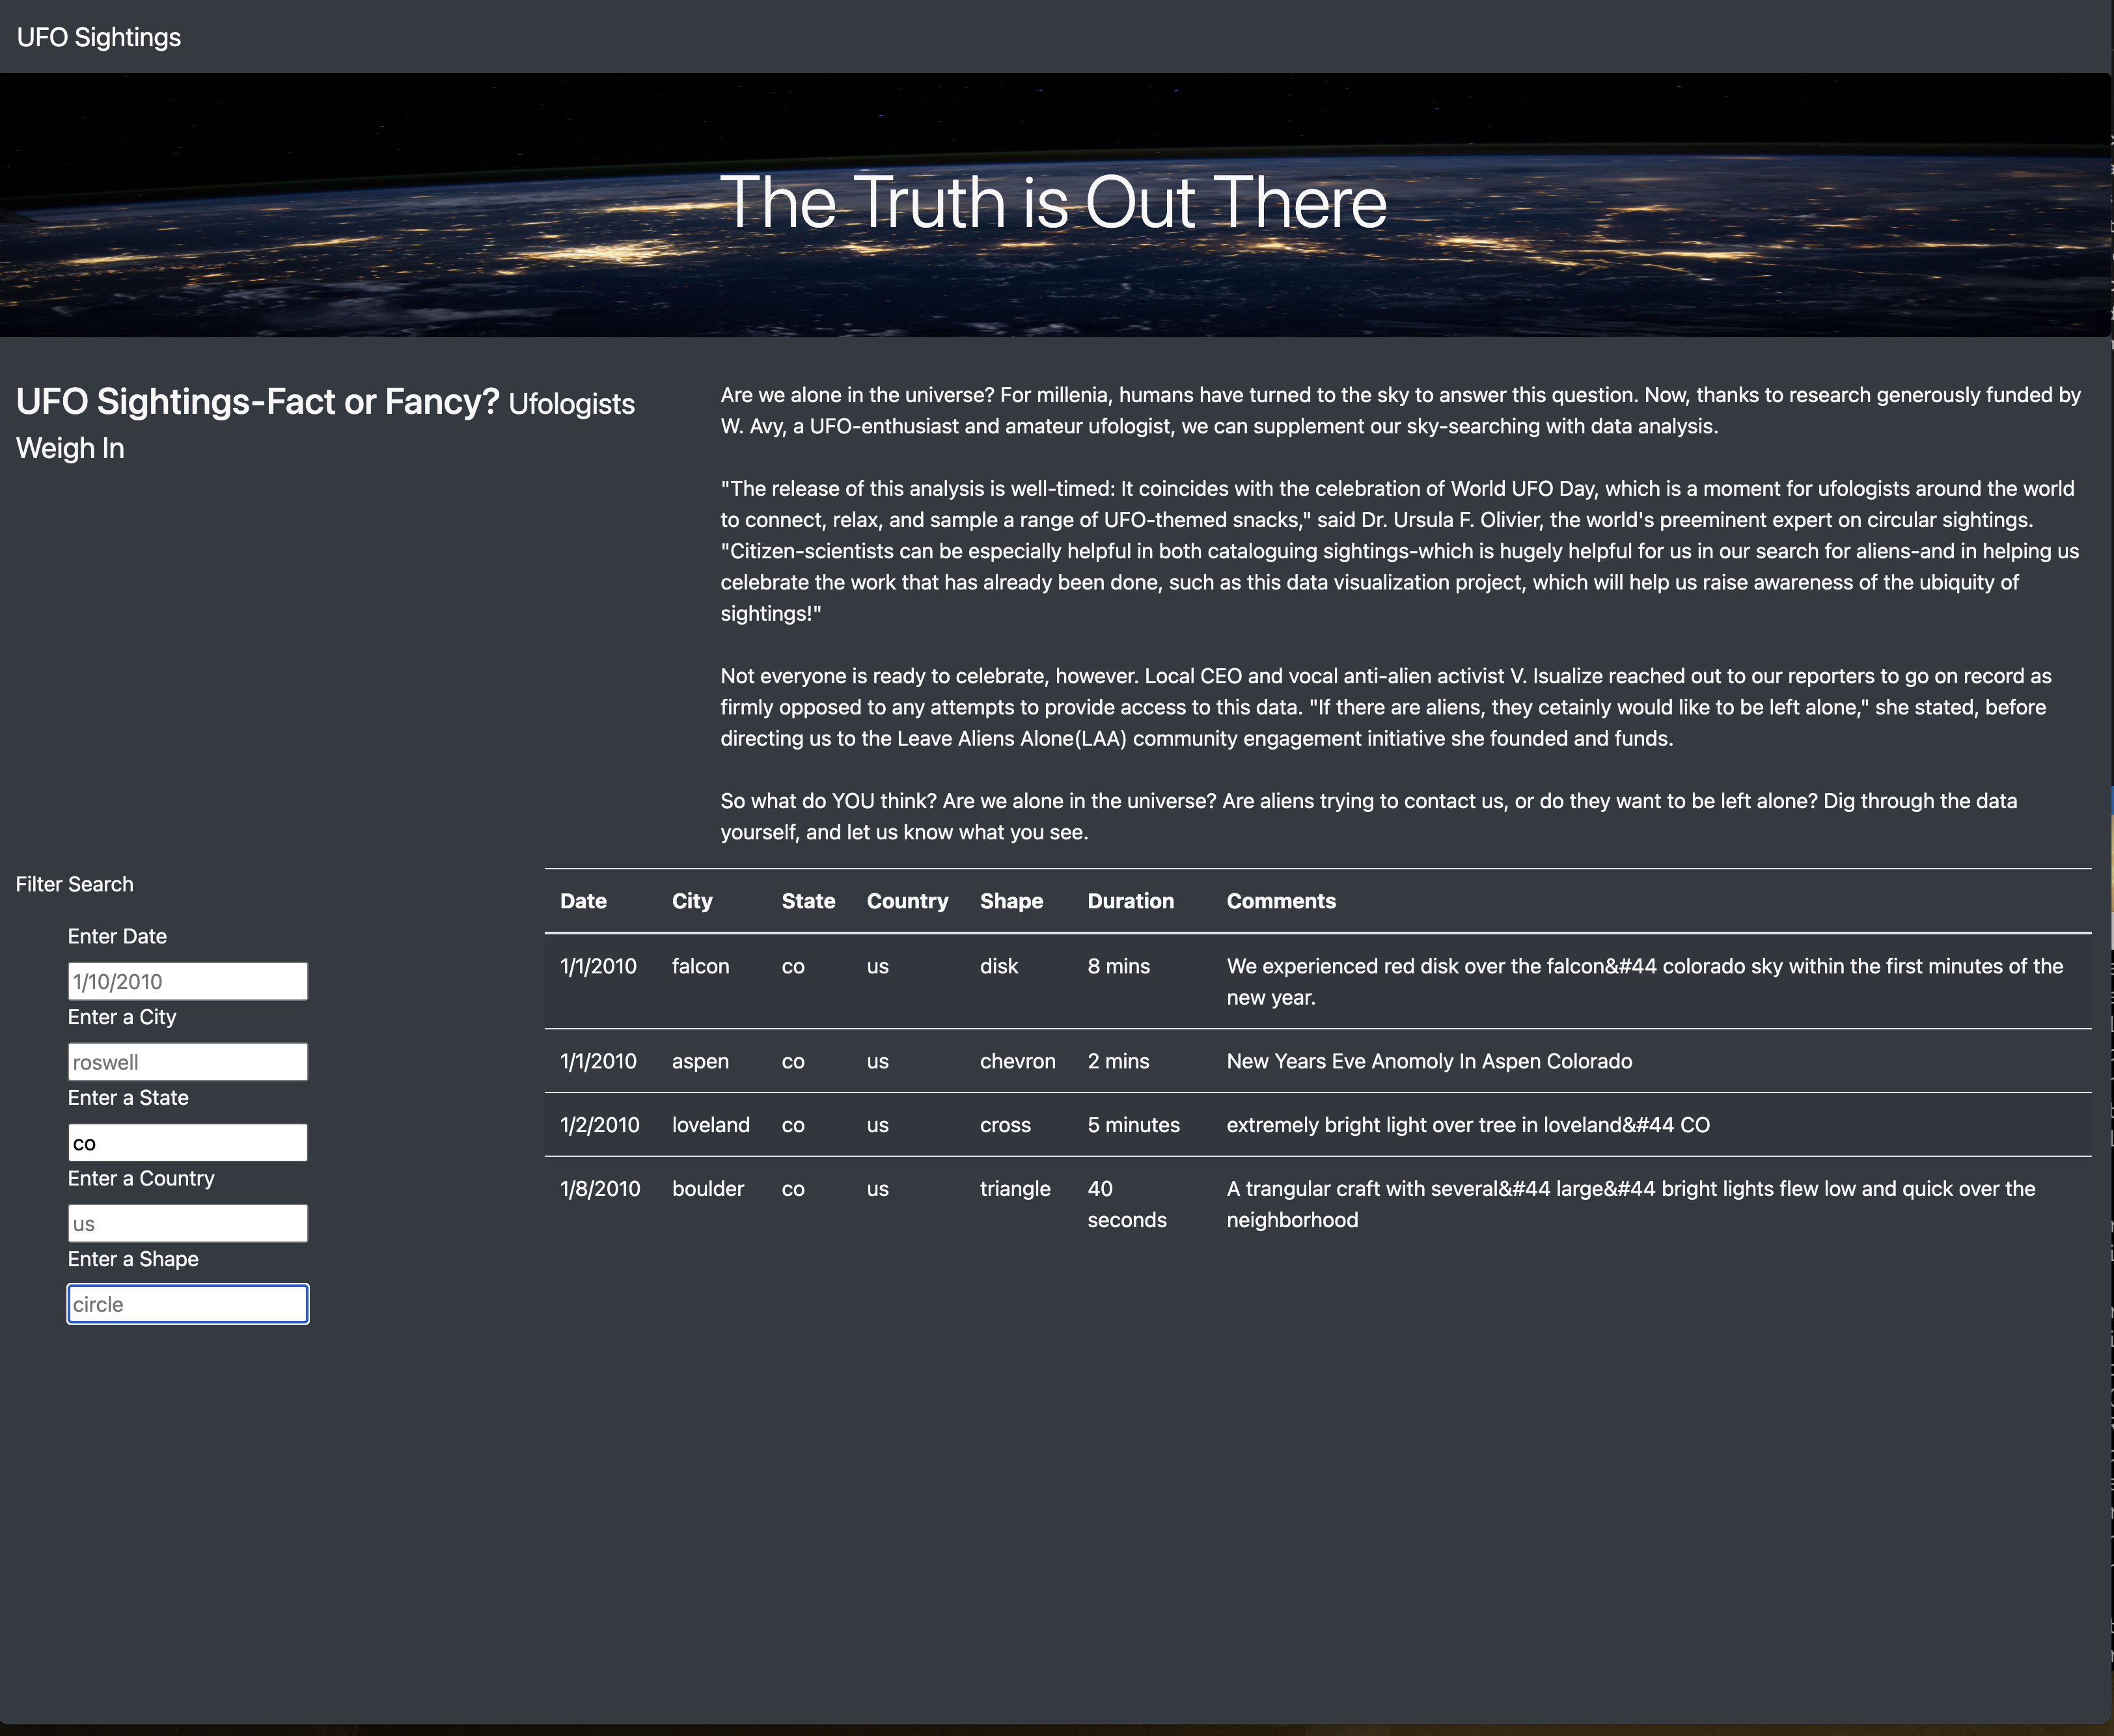 UFO Sightings
The Truth is Out There
UFO Sightings-Fact or Fancy? Ufologists
Weigh In
Are we alone in the universe? For millenia, humans have turned to the sky to answer this question. Now, thanks to research generously funded by
W. Avy, a UFO-enthusiast and amateur ufologist, we can supplement our sky-searching with data analysis.
"The release of this analysis is well-timed: It coincides with the celebration of World UFO Day, which is a moment for ufologists around the world
to connect, relax, and sample a range of UFO-themed snacks," said Dr. Ursula F. Olivier, the world's preeminent expert on circular sightings.
"Citizen-scientists can be especially helpful in both cataloguing sightings-which is hugely helpful for us in our search for aliens-and in helping us
celebrate the work that has already been done, such as this data visualization project, which will help us raise awareness of the ubiquity of
sightings!"
Not everyone is ready to celebrate, however. Local CEO and vocal anti-alien activist V. Isualize reached out to our reporters to go on record as
firmly opposed to any attempts to provide access to this data. "If there are aliens, they cetainly would like to be left alone," she stated, before
directing us to the Leave Aliens Alone(LAA) community engagement initiative she founded and funds.
So what do YOU think? Are we alone in the universe? Are aliens trying to contact us, or do they want to be left alone? Dig through the data
yourself, and let us know what you see.
Filter Search
Enter Date
1/10/2010
Enter a City
roswell
Enter a State
co
Enter a Country
us
Enter a Shape
circle
Date City State Country Shape Duration Comments
1/1/2010 falcon co us disk 8 mins We experienced red disk over the falcon&#44 colorado sky within the first minutes of the
new year.
1/1/2010 aspen co us chevron 2 mins New Years Eve Anomoly In Aspen Colorado
1/2/2010 loveland co us cross 5 minutes extremely bright light over tree in loveland&#44 CO
1/8/2010 boulder co us triangle 40 A trangular craft with several&#44 large&#44 bright lights flew low and quick over the
seconds neighborhood